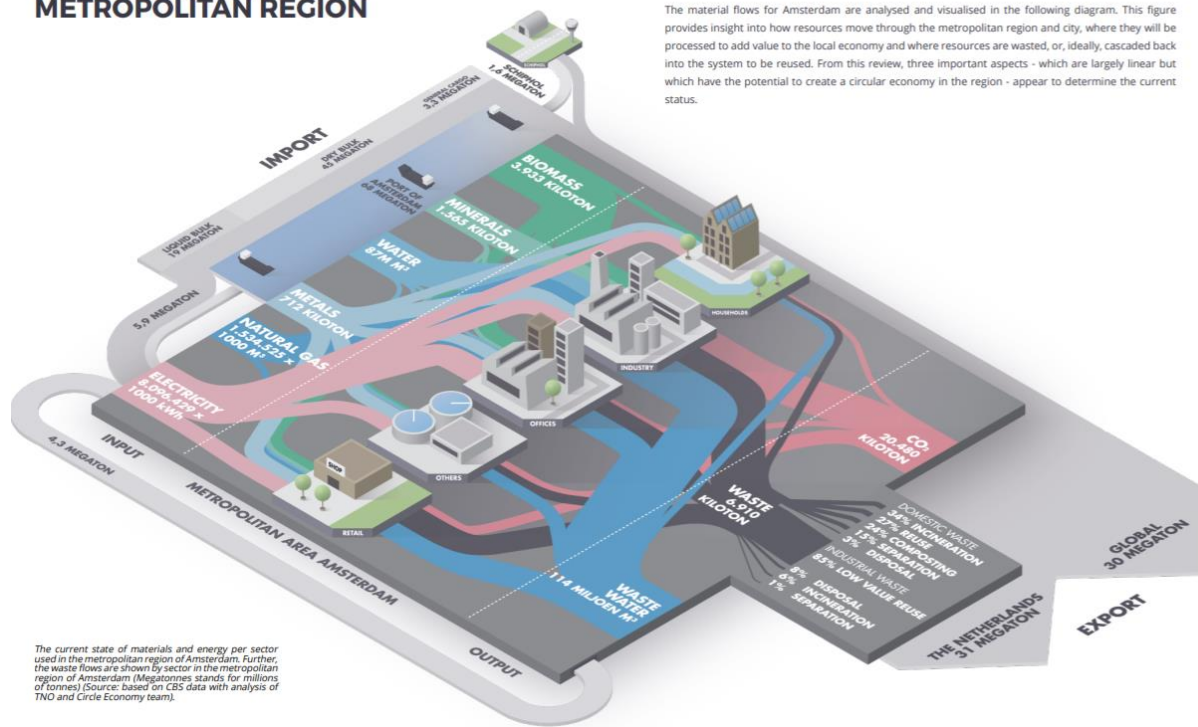 METROPOLITAN REGION
The material flows for Amsterdam are analysed and visualised in the following diagram. This figure
provides insight into how resources move through the metropolitan region and city, where they will be
processed to add value to the local economy and where resources are wasted, or, ideally, cascaded back
into the system to be reused. From this review, three important aspects - which are largely linear but
which have the potential to create a circular economy in the region - appear to determine the current
status.
SCHIPHOL
SCHIPHOL
1,6 MEGATON
GENERAL CARGO
3,3 MEGATON
IMPORT
DRY BULK
45 MEGATON
PORT OF
AMSTERDAM
68 MEGATON
LIQUID BULK
19 MEGATON
5,9 MEGATON
BIOMASS
3.933 KILOTON
MINERALS
1.565 KILOTON
WATER
87M M³
METALS
712 KILOTON
NATURAL GAS
1.534.525 x
1000 M³
ELECTRICITY
8.096.429 x
1000 kWh
INPUT
4,3 MEGATON
METROPOLITAN AREA AMSTERDAM
OUTPUT
HOUSEHOLDS
INDUSTRY
OFFICES
OTHERS
SHOP
RETAIL
CO₂
20.480
KILOTON
WASTE
6.910
KILOTON
DOMESTIC WASTE
34% INCINERATION
27% REUSE
24% COMPOSTING
15% SEPARATION
3% DISPOSAL
INDUSTRIAL WASTE
85% LOW VALUE REUSE
8% DISPOSAL
6% INCINERATION
1% SEPARATION
WASTE
WATER
114 MILJOEN M³
GLOBAL
30 MEGATON
THE NETHERLANDS
31 MEGATON
EXPORT
The current state of materials and energy per sector
used in the metropolitan region of Amsterdam. Further,
the waste flows are shown by sector in the metropolitan
region of Amsterdam (Megatonnes stands for millions
of tonnes) (Source: based on CBS data with analysis of
TNO and Circle Economy team).